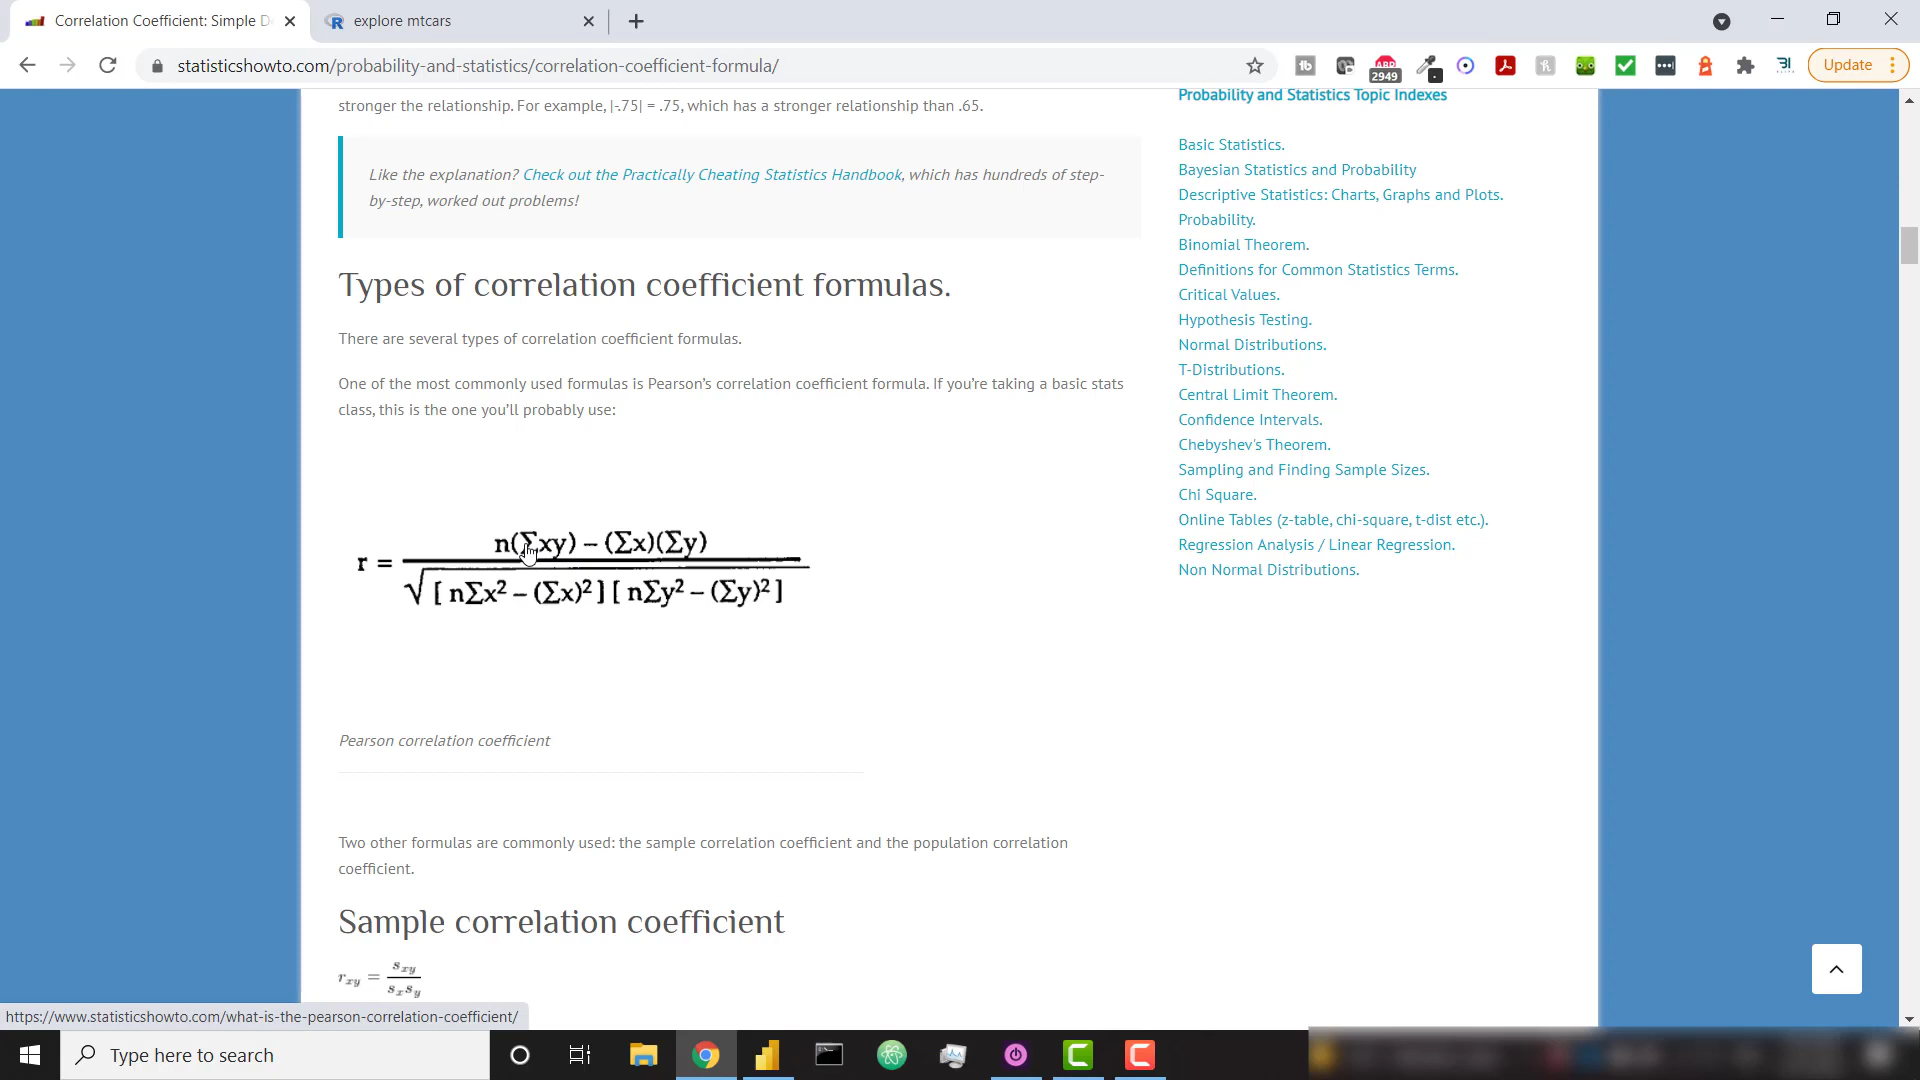 Correlation Coefficient: Simple D
explore mtcars
statisticshowto.com/probability-and-statistics/correlation-coefficient-formula/
ABP
2949
Update
stronger the relationship. For example, |-.75| = .75, which has a stronger relationship than .65.
Like the explanation? Check out the Practically Cheating Statistics Handbook, which has hundreds of step-
by-step, worked out problems!
Types of correlation coefficient formulas.
There are several types of correlation coefficient formulas.
One of the most commonly used formulas is Pearson's correlation coefficient formula. If you're taking a basic stats
class, this is the one you'll probably use:
r = n(Σxy) – (Σx)(Σy)
√ [ nΣx² – (Σx)² ] [ nΣy² – (Σy)² ]
Pearson correlation coefficient
Two other formulas are commonly used: the sample correlation coefficient and the population correlation
coefficient.
Sample correlation coefficient
r_xy = s_xy
s_x s_y
Probability and Statistics Topic Indexes
Basic Statistics.
Bayesian Statistics and Probability
Descriptive Statistics: Charts, Graphs and Plots.
Probability.
Binomial Theorem.
Definitions for Common Statistics Terms.
Critical Values.
Hypothesis Testing.
Normal Distributions.
T-Distributions.
Central Limit Theorem.
Confidence Intervals.
Chebyshev's Theorem.
Sampling and Finding Sample Sizes.
Chi Square.
Online Tables (z-table, chi-square, t-dist etc.).
Regression Analysis / Linear Regression.
Non Normal Distributions.
https://www.statisticshowto.com/what-is-the-pearson-correlation-coefficient/
Type here to search